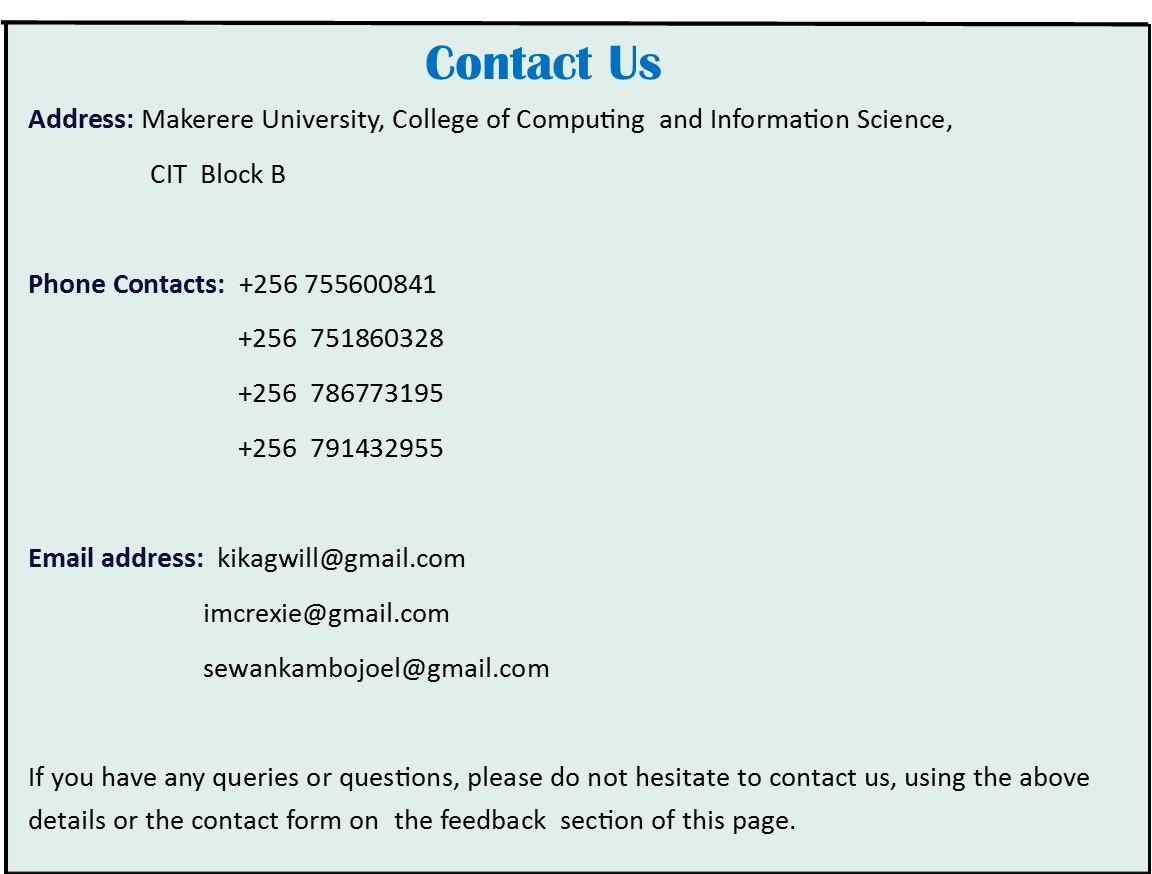 Contact Us
Address: Makerere University, College of Computing and Information Science,
CIT Block B
Phone Contacts: +256 755600841
+256 751860328
+256 786773195
+256 791432955
Email address: kikagwill@gmail.com
imcrexie@gmail.com
sewankambojoel@gmail.com
If you have any queries or questions, please do not hesitate to contact us, using the above
details or the contact form on the feedback section of this page.